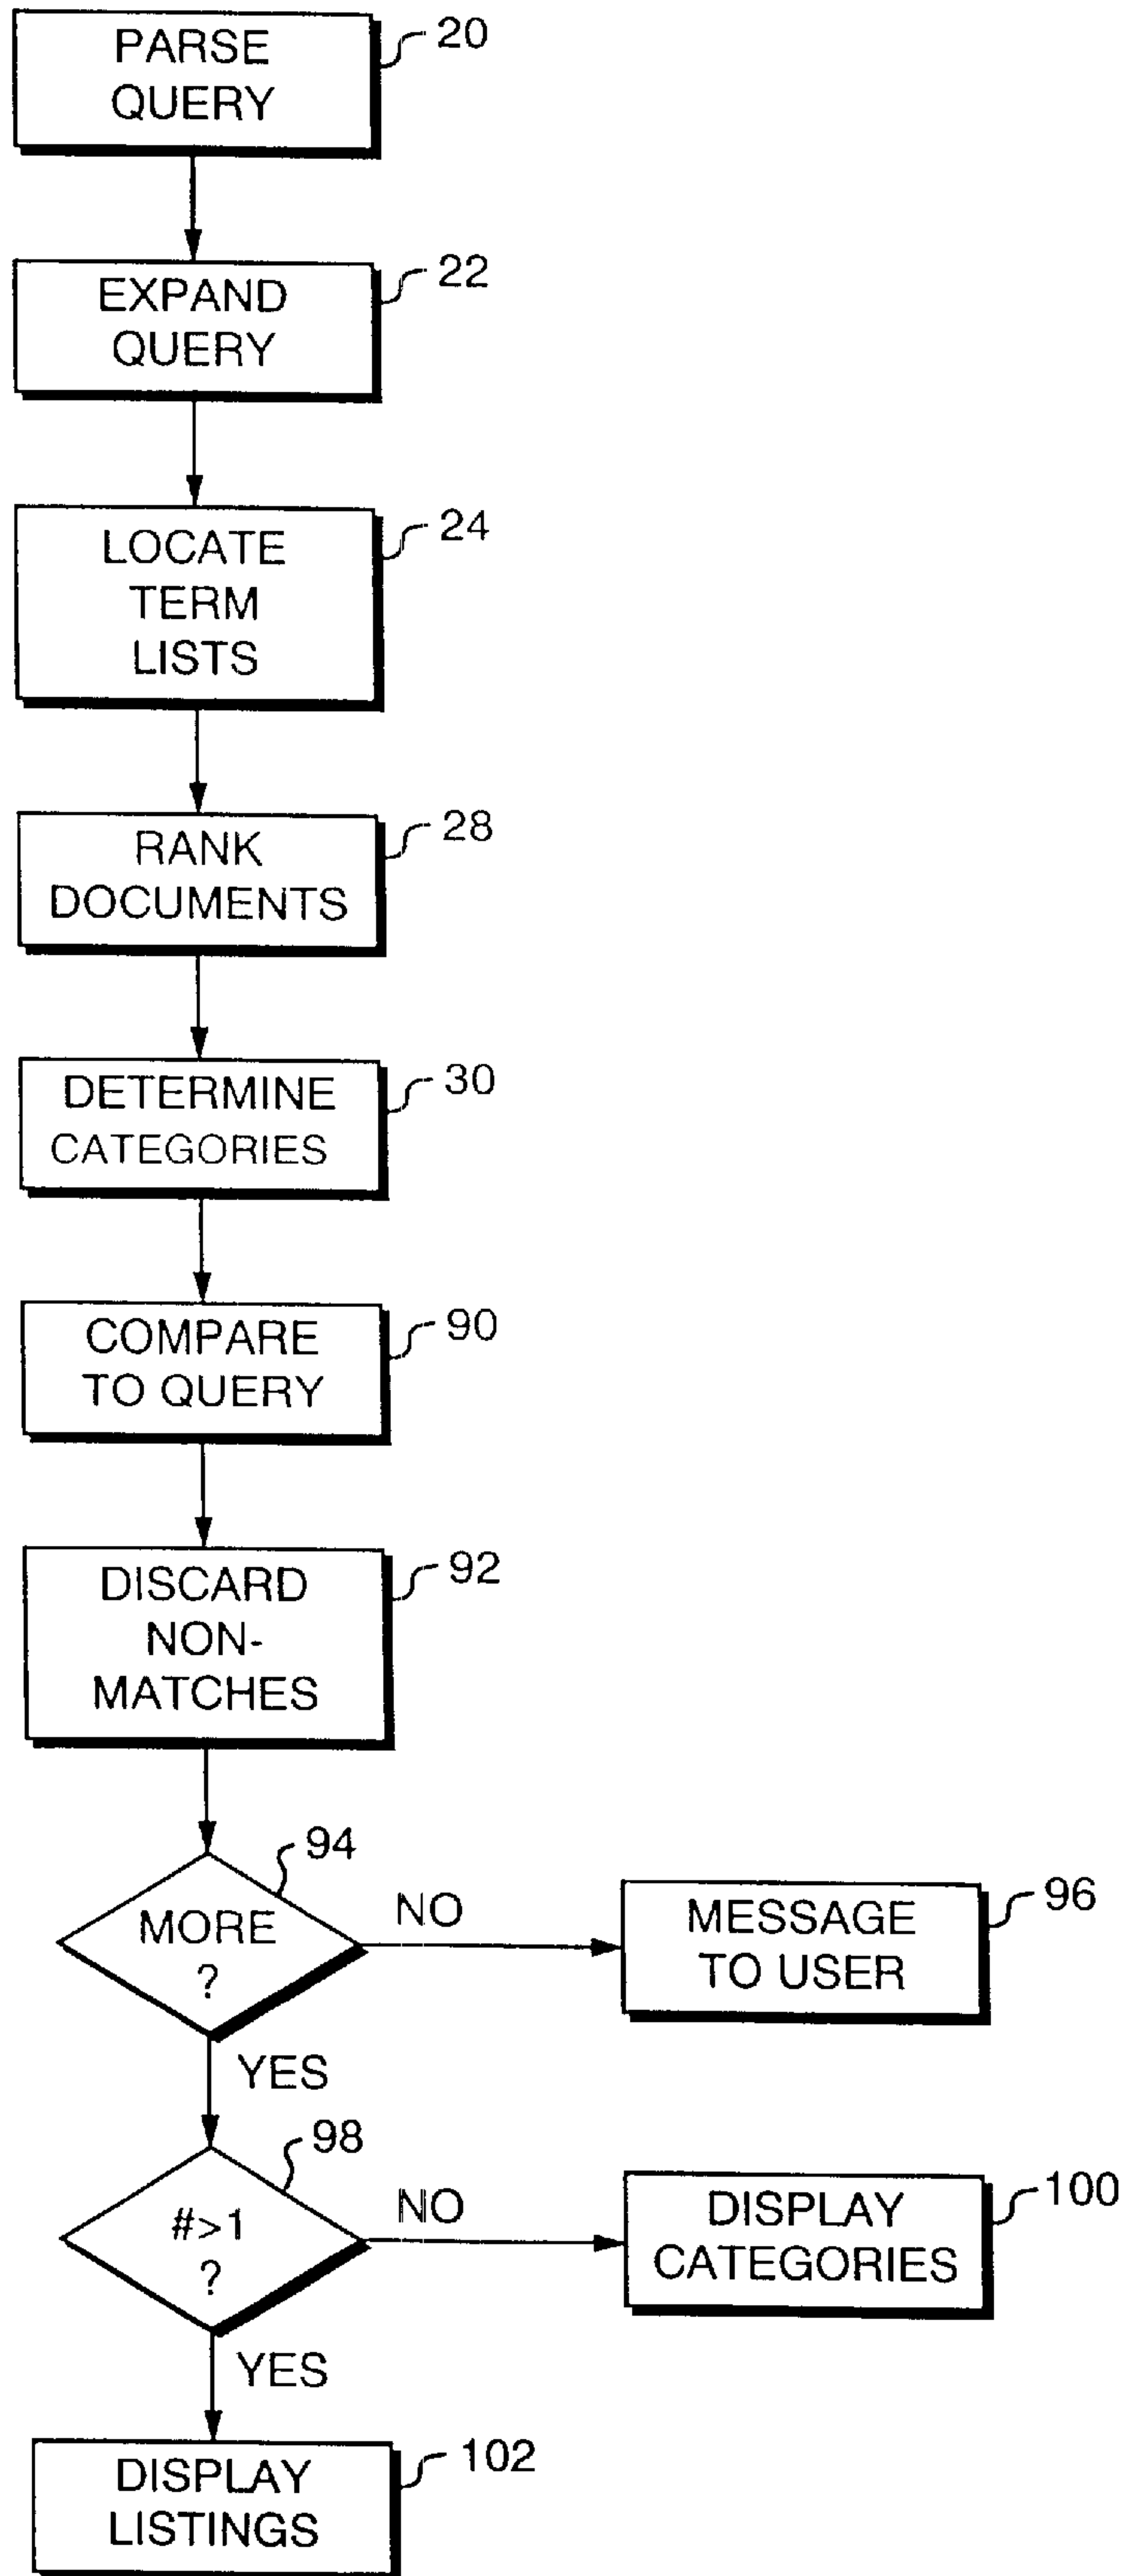 PARSE
QUERY
20
EXPAND
QUERY
22
LOCATE
TERM
LISTS
24
RANK
DOCUMENTS
28
DETERMINE
CATEGORIES
30
COMPARE
TO QUERY
90
DISCARD
NON-
MATCHES
92
MORE
?
94
NO
MESSAGE
TO USER
96
YES
#>1
?
98
NO
DISPLAY
CATEGORIES
100
YES
DISPLAY
LISTINGS
102